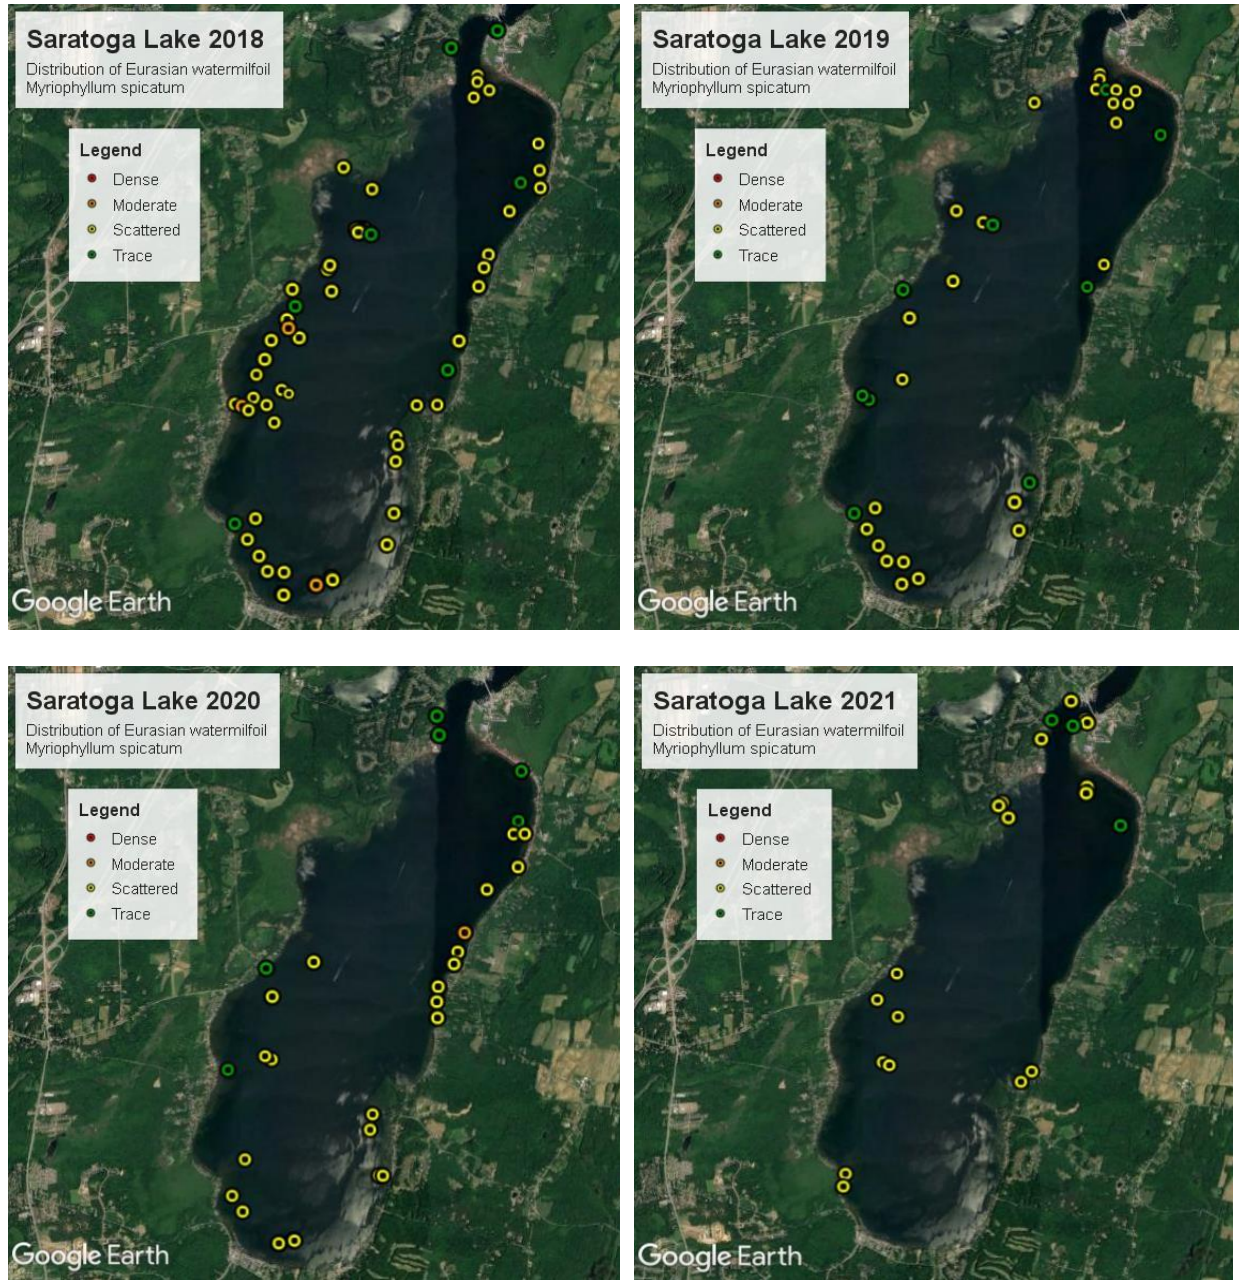 Saratoga Lake 2018
Distribution of Eurasian watermilfoil
Myriophyllum spicatum
Legend
Dense
Moderate
Scattered
Trace
Google Earth
Saratoga Lake 2019
Distribution of Eurasian watermilfoil
Myriophyllum spicatum
Legend
Dense
Moderate
Scattered
Trace
Google Earth
Saratoga Lake 2020
Distribution of Eurasian watermilfoil
Myriophyllum spicatum
Legend
Dense
Moderate
Scattered
Trace
Google Earth
Saratoga Lake 2021
Distribution of Eurasian watermilfoil
Myriophyllum spicatum
Legend
Dense
Moderate
Scattered
Trace
Google Earth